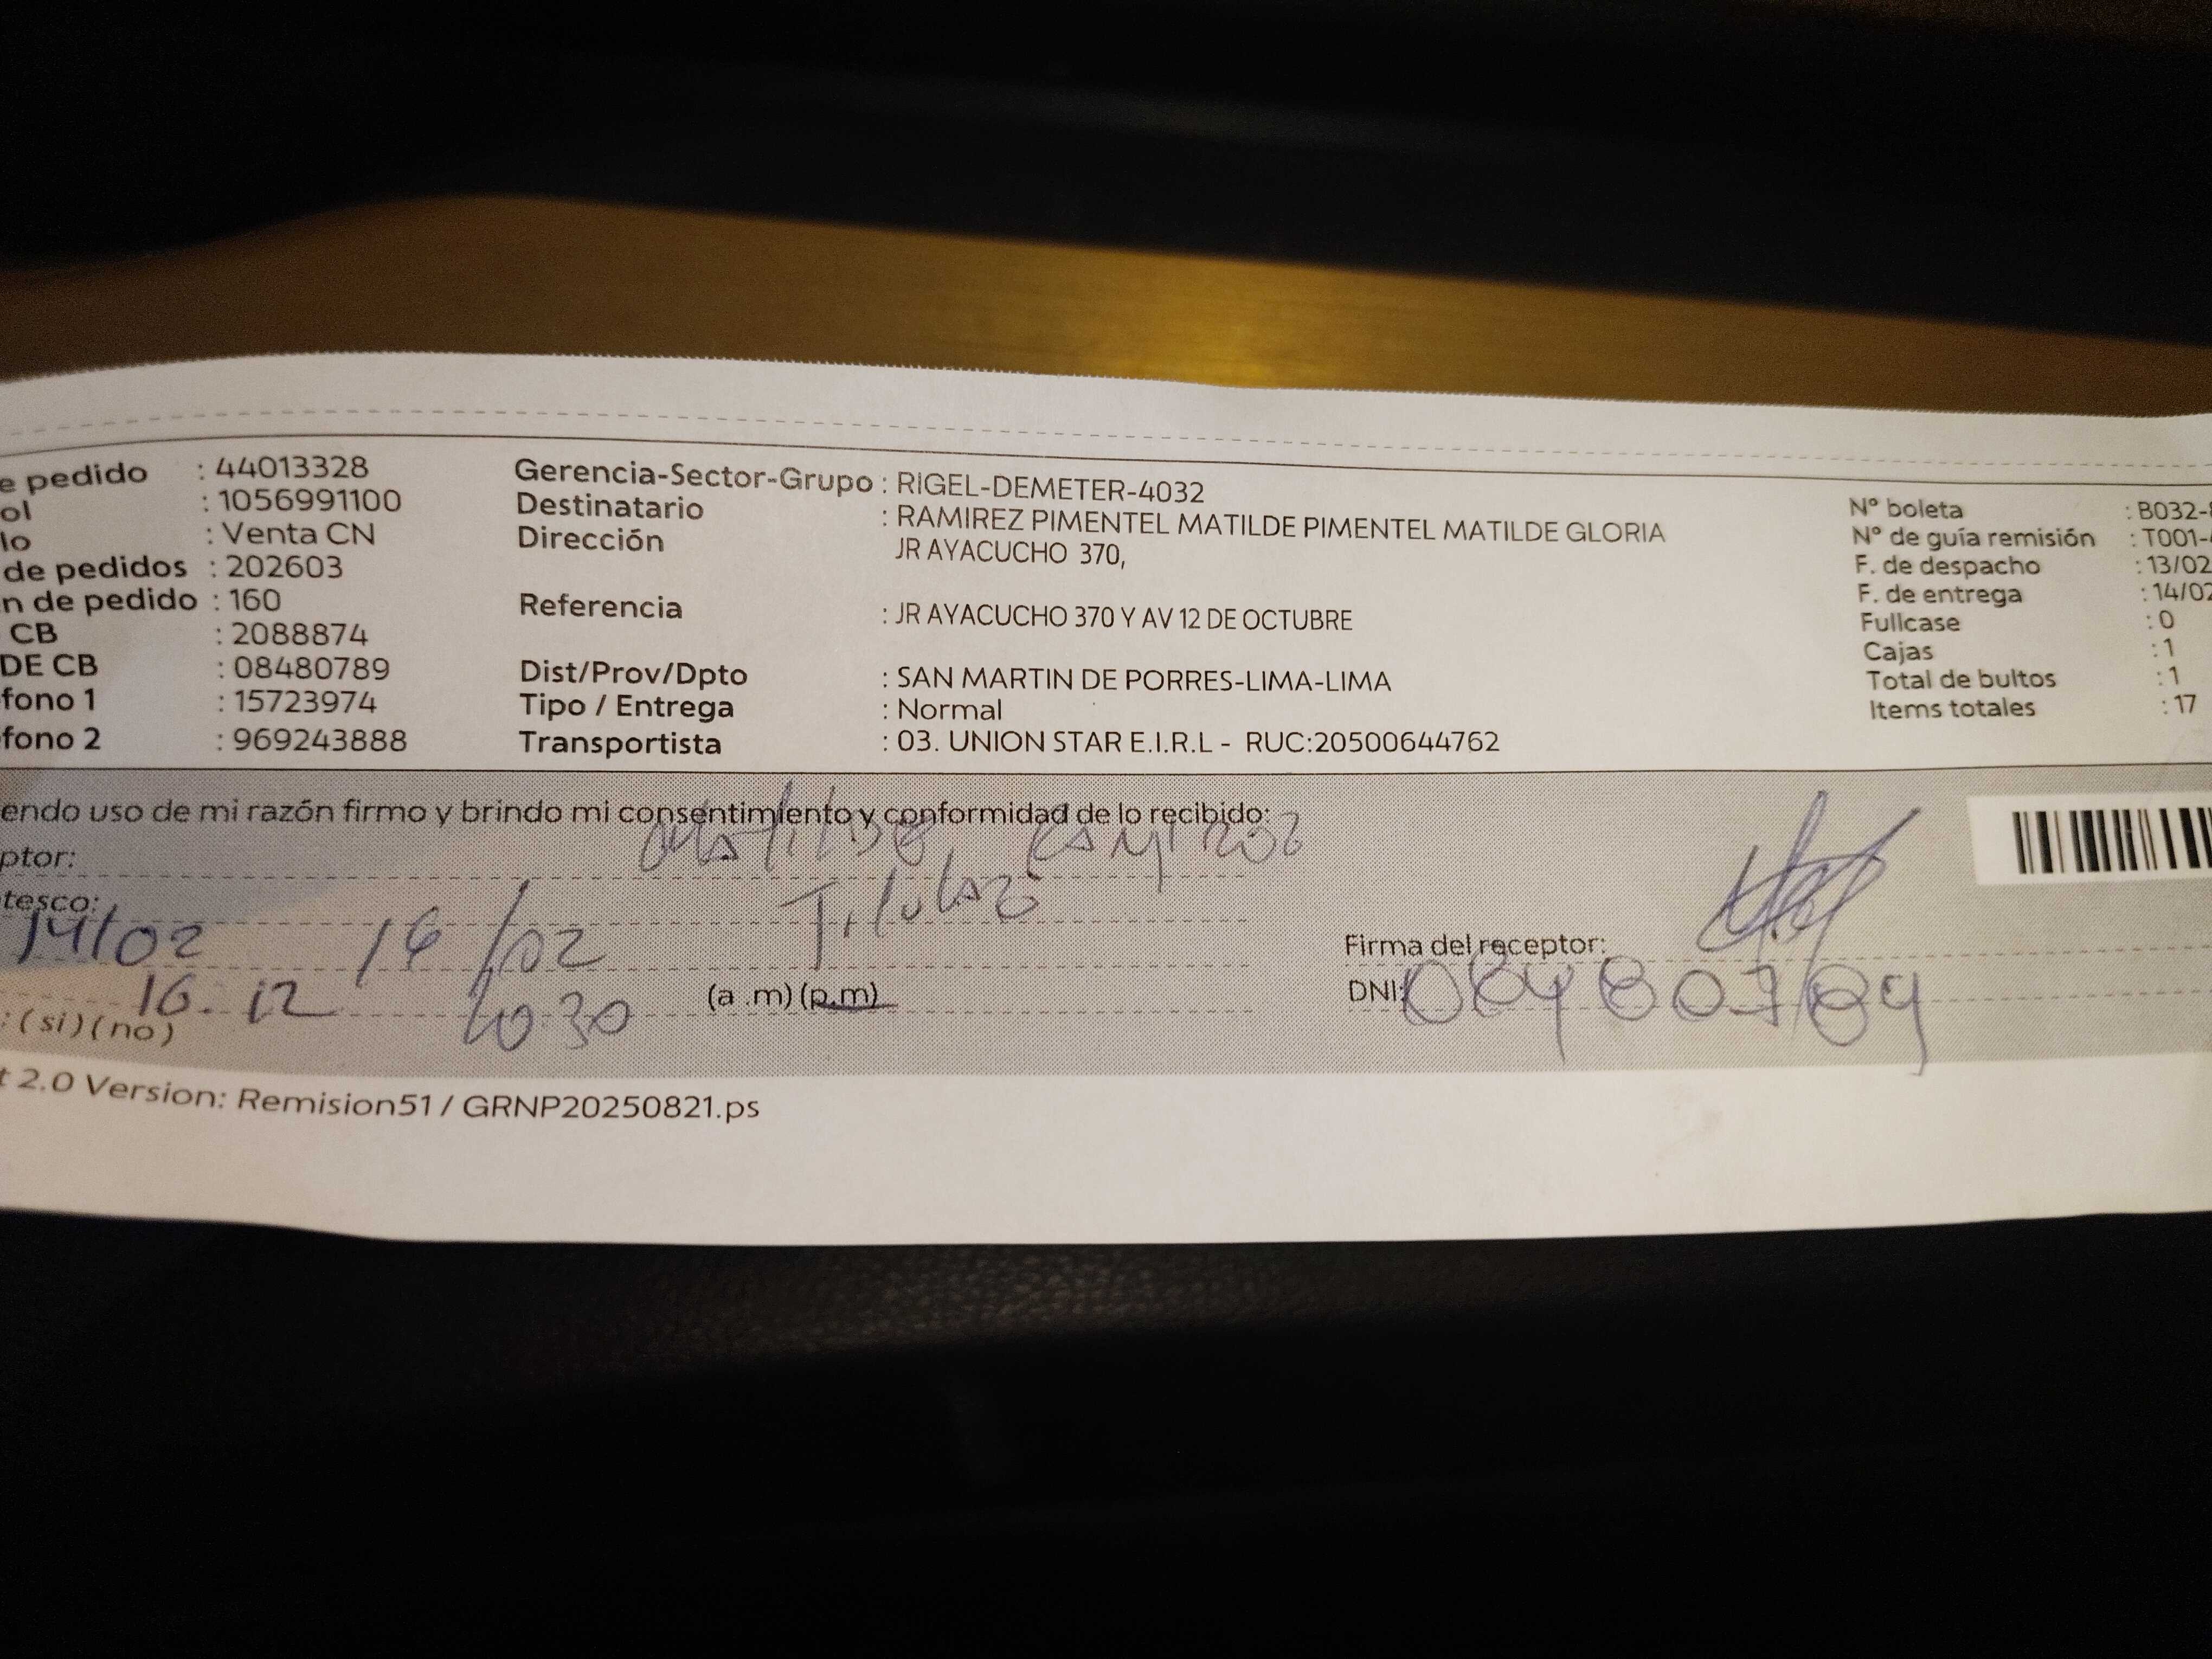 e pedido : 44013328
ol : 1056991100
lo : Venta CN
de pedidos : 202603
n de pedido : 160
CB : 2088874
DE CB : 08480789
fono 1 : 15723974
fono 2 : 969243888
Gerencia-Sector-Grupo : RIGEL-DEMETER-4032
Destinatario : RAMIREZ PIMENTEL MATILDE PIMENTEL MATILDE GLORIA
Dirección JR AYACUCHO 370,
Referencia : JR AYACUCHO 370 Y AV 12 DE OCTUBRE
Dist/Prov/Dpto : SAN MARTIN DE PORRES-LIMA-LIMA
Tipo / Entrega : Normal
Transportista : 03. UNION STAR E.I.R.L - RUC:20500644762
Nº boleta : B032-
Nº de guía remisión : T001-
F. de despacho : 13/02
F. de entrega : 14/02
Fullcase : 0
Cajas : 1
Total de bultos : 1
Items totales : 17
endo uso de mi razón firmo y brindo mi consentimiento y conformidad de lo recibido:
ptor: Matilde Ramirez
tesco: Titular
14/02 14/02
16.12 10:30 (a .m) (p.m)
: (si) (no)
Firma del receptor:
DNI: 08480789
t 2.0 Version: Remision51 / GRNP20250821.ps